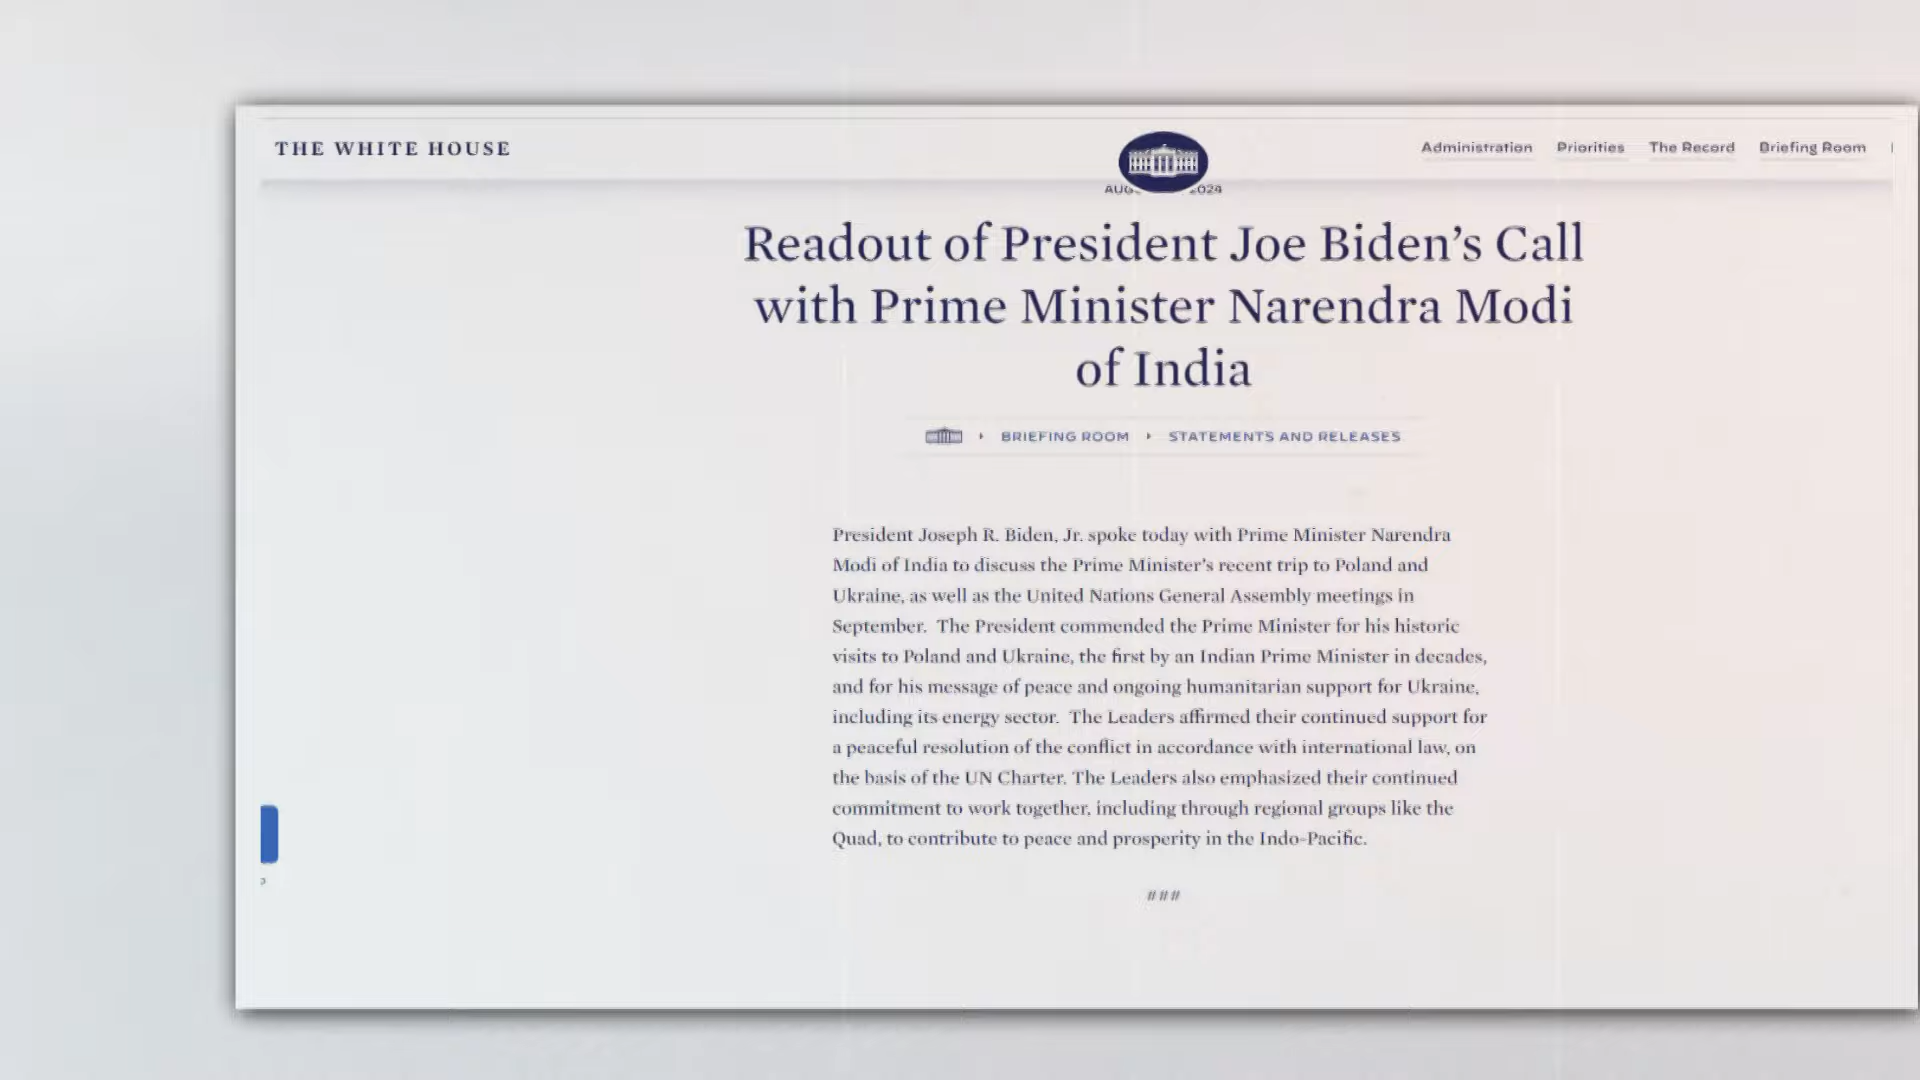 THE WHITE HOUSE
Administration Priorities The Record Briefing Room
2024
Readout of President Joe Biden’s Call
with Prime Minister Narendra Modi
of India
BRIEFING ROOM STATEMENTS AND RELEASES
President Joseph R. Biden, Jr. spoke today with Prime Minister Narendra
Modi of India to discuss the Prime Minister’s recent trip to Poland and
Ukraine, as well as the United Nations General Assembly meetings in
September. The President commended the Prime Minister for his historic
visits to Poland and Ukraine, the first by an Indian Prime Minister in decades,
and for his message of peace and ongoing humanitarian support for Ukraine,
including its energy sector. The Leaders affirmed their continued support for
a peaceful resolution of the conflict in accordance with international law, on
the basis of the UN Charter. The Leaders also emphasized their continued
commitment to work together, including through regional groups like the
Quad, to contribute to peace and prosperity in the Indo-Pacific.
###